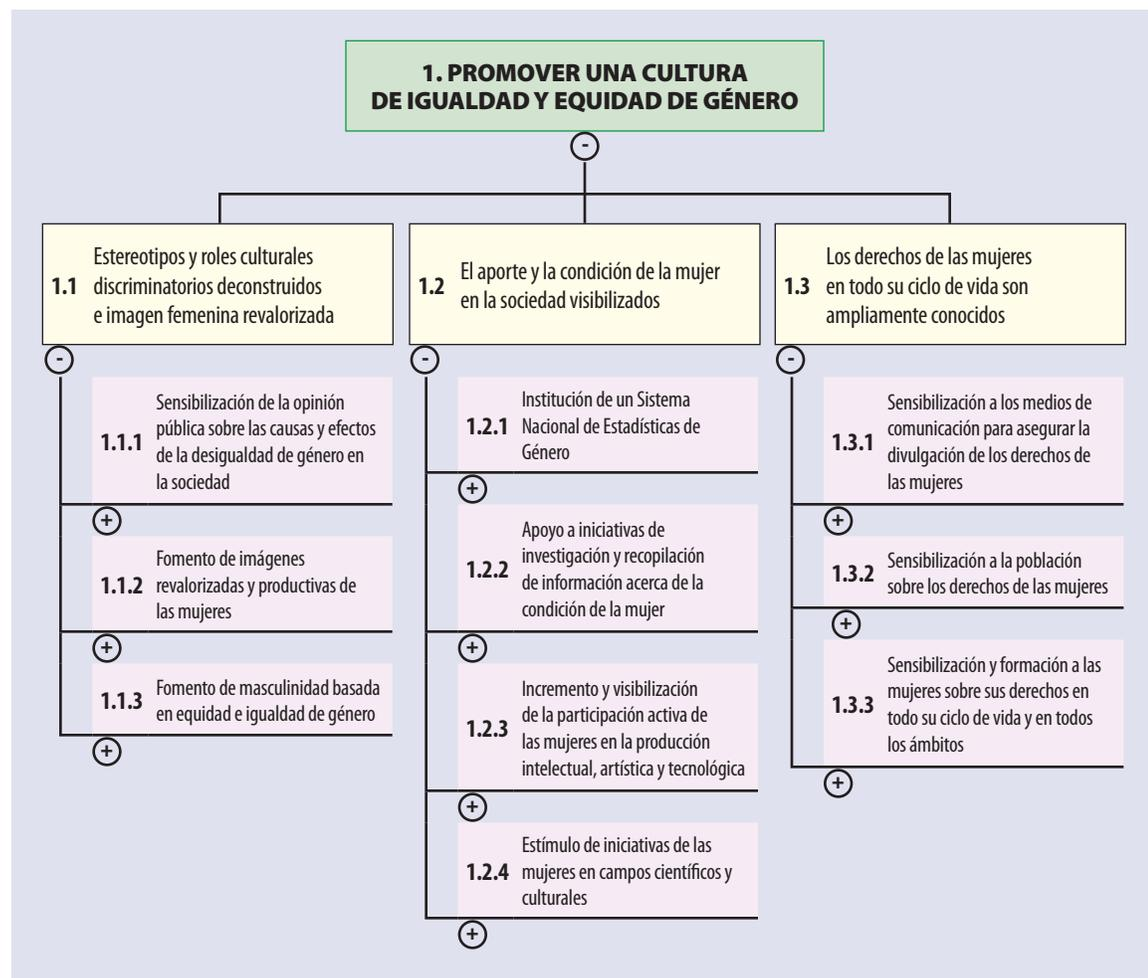 1. PROMOVER UNA CULTURA
DE IGUALDAD Y EQUIDAD DE GÉNERO
-
1.1
Estereotipos y roles culturales
discriminatorios deconstruidos
e imagen femenina revalorizada
-
1.1.1
Sensibilización de la opinión
pública sobre las causas y efectos
de la desigualdad de género en
la sociedad
+
1.1.2
Fomento de imágenes
revalorizadas y productivas de
las mujeres
+
1.1.3
Fomento de masculinidad basada
en equidad e igualdad de género
+
1.2
El aporte y la condición de la mujer
en la sociedad visibilizados
-
1.2.1
Institución de un Sistema
Nacional de Estadísticas de
Género
+
1.2.2
Apoyo a iniciativas de
investigación y recopilación
de información acerca de la
condición de la mujer
+
1.2.3
Incremento y visibilización
de la participación activa de
las mujeres en la producción
intelectual, artística y tecnológica
+
1.2.4
Estímulo de iniciativas de las
mujeres en campos científicos y
culturales
+
1.3
Los derechos de las mujeres
en todo su ciclo de vida son
ampliamente conocidos
-
1.3.1
Sensibilización a los medios de
comunicación para asegurar la
divulgación de los derechos de
las mujeres
+
1.3.2
Sensibilización a la población
sobre los derechos de las mujeres
+
1.3.3
Sensibilización y formación a las
mujeres sobre sus derechos en
todo su ciclo de vida y en todos
los ámbitos
+